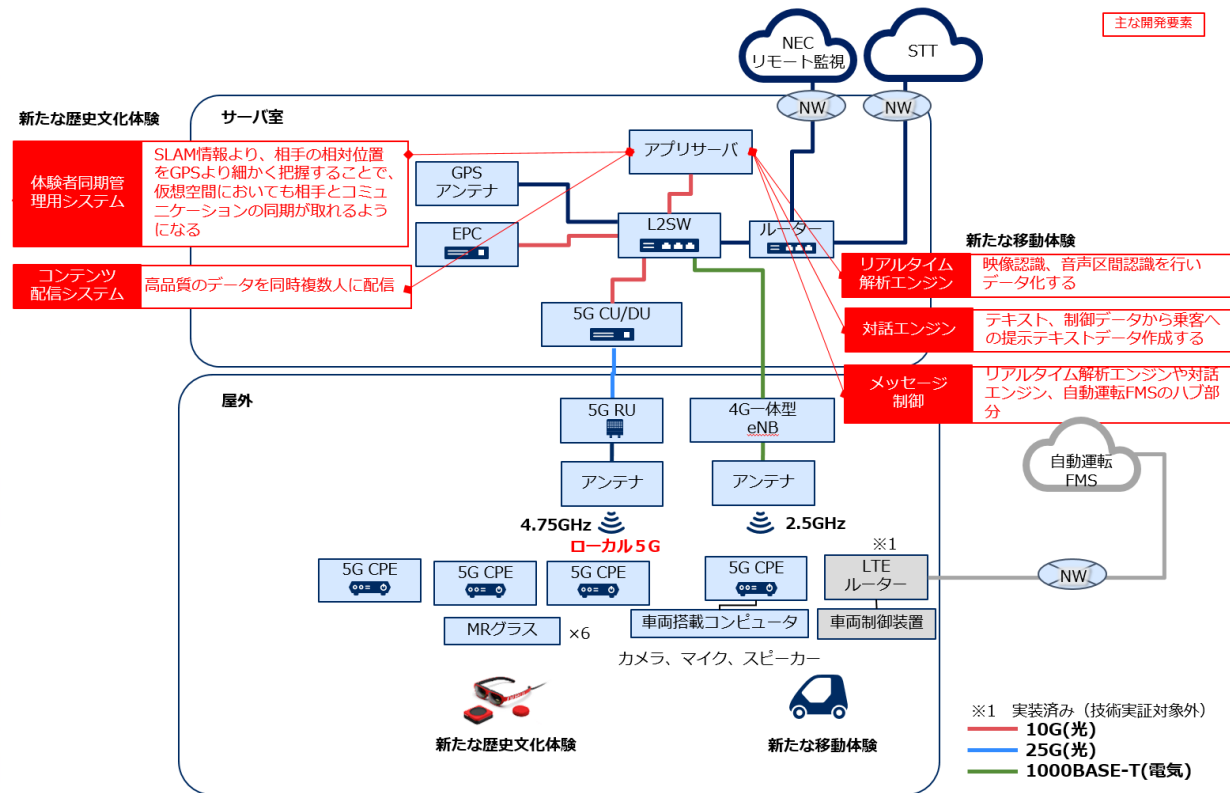 主な開発要素
NEC
リモート監視
STT
NW
NW
新たな歴史文化体験
サーバ室
体験者同期管
理用システム
SLAM情報より、相手の相対位置
をGPSより細かく把握することで、
仮想空間においても相手とコミュ
ニケーションの同期が取れるよう
になる
アプリサーバ
GPS
アンテナ
EPC
L2SW
ルーター
新たな移動体験
コンテンツ
配信システム
高品質のデータを同時複数人に配信
リアルタイム
解析エンジン
映像認識、音声区間認識を行い
データ化する
5G CU/DU
対話エンジン
テキスト、制御データから乗客へ
の提示テキストデータ作成する
メッセージ
制御
リアルタイム解析エンジンや対話
エンジン、自動運転FMSのハブ部
分
屋外
5G RU
4G一体型
eNB
アンテナ
アンテナ
自動運転
FMS
4.75GHz
ローカル５G
2.5GHz
※1
5G CPE
5G CPE
5G CPE
5G CPE
LTE
ルーター
NW
MRグラス
×6
車両搭載コンピュータ
車両制御装置
カメラ、マイク、スピーカー
新たな歴史文化体験
新たな移動体験
※1　実装済み（技術実証対象外）
10G(光)
25G(光)
1000BASE-T(電気)